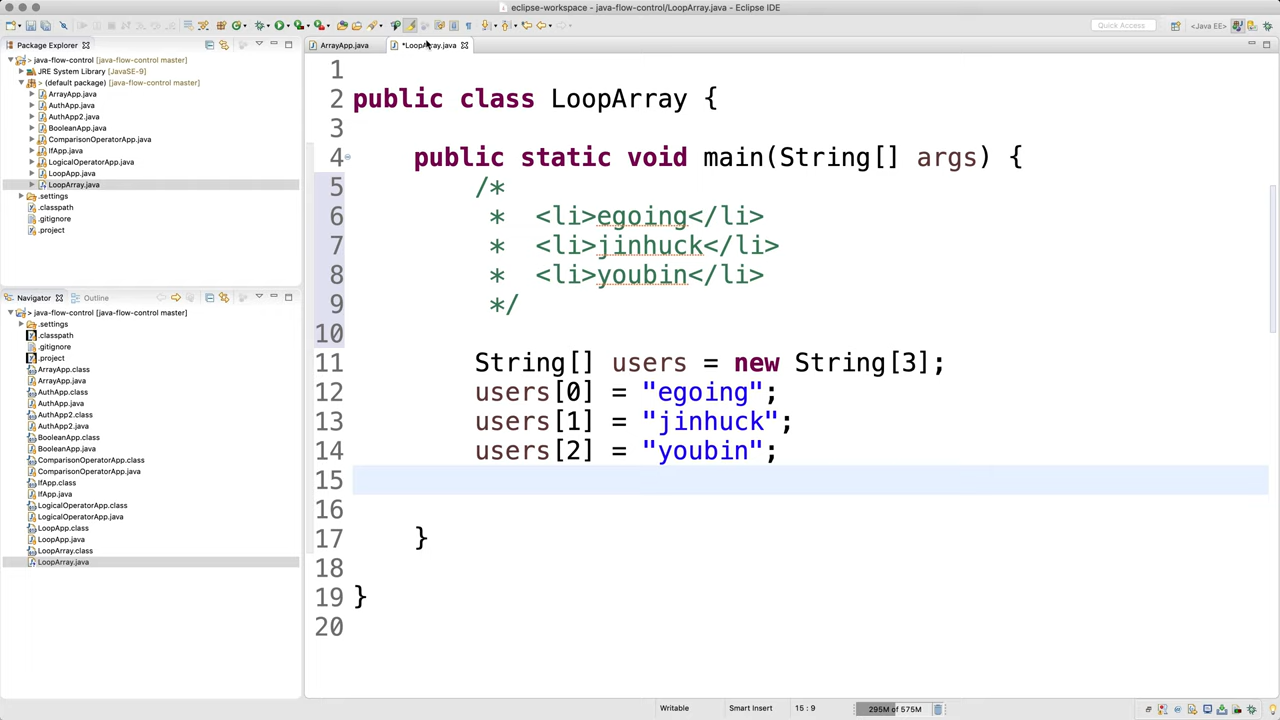 eclipse-workspace - java-flow-control/LoopArray.java - Eclipse IDE
Quick Access
<Java EE>
Package Explorer
java-flow-control [java-flow-control master]
JRE System Library [JavaSE-9]
> (default package) [java-flow-control master]
ArrayApp.java
AuthApp.java
AuthApp2.java
BooleanApp.java
ComparisonOperatorApp.java
IfApp.java
LogicalOperatorApp.java
LoopApp.java
LoopArray.java
.settings
.classpath
.gitignore
.project
Navigator
Outline
> java-flow-control [java-flow-control master]
.settings
.classpath
.gitignore
.project
ArrayApp.class
ArrayApp.java
AuthApp.class
AuthApp.java
AuthApp2.class
AuthApp2.java
BooleanApp.class
BooleanApp.java
ComparisonOperatorApp.class
ComparisonOperatorApp.java
IfApp.class
IfApp.java
LogicalOperatorApp.class
LogicalOperatorApp.java
LoopApp.class
LoopApp.java
LoopArray.class
LoopArray.java
ArrayApp.java
*LoopArray.java
1
2 public class LoopArray {
3
4 public static void main(String[] args) {
5 /*
6 * <li>egoing</li>
7 * <li>jinhuck</li>
8 * <li>youbin</li>
9 */
10
11 String[] users = new String[3];
12 users[0] = "egoing";
13 users[1] = "jinhuck";
14 users[2] = "youbin";
15
16
17 }
18
19 }
20
Writable
Smart Insert
15 : 9
295M of 575M